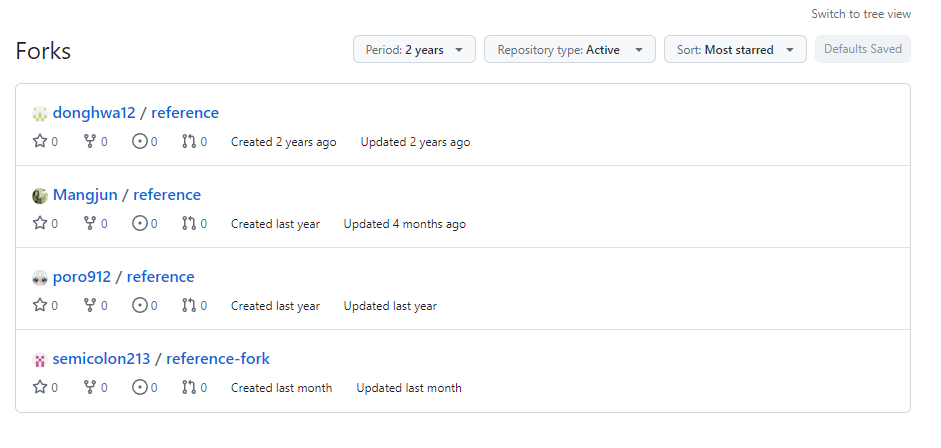 Switch to tree view
Forks
Period: 2 years
Repository type: Active
Sort: Most starred
Defaults Saved
donghwa12 / reference
0 0 0 0 Created 2 years ago Updated 2 years ago
Mangjun / reference
0 0 0 0 Created last year Updated 4 months ago
poro912 / reference
0 0 0 0 Created last year Updated last year
semicolon213 / reference-fork
0 0 0 0 Created last month Updated last month